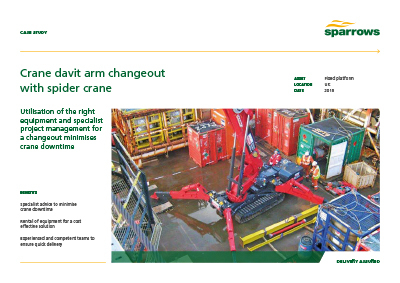 CASE STUDY
sparrows
Crane davit arm changeout
with spider crane
ASSET Fixed platform
LOCATION UK
DATE 2018
Utilisation of the right
equipment and specialist
project management for
a changeout minimises
crane downtime
BENEFITS
specialist advice to minimise
crane downtime
rental of equipment for a cost
effective solution
experienced and competent teams to
ensure quick delivery
DELIVERY ASSURED